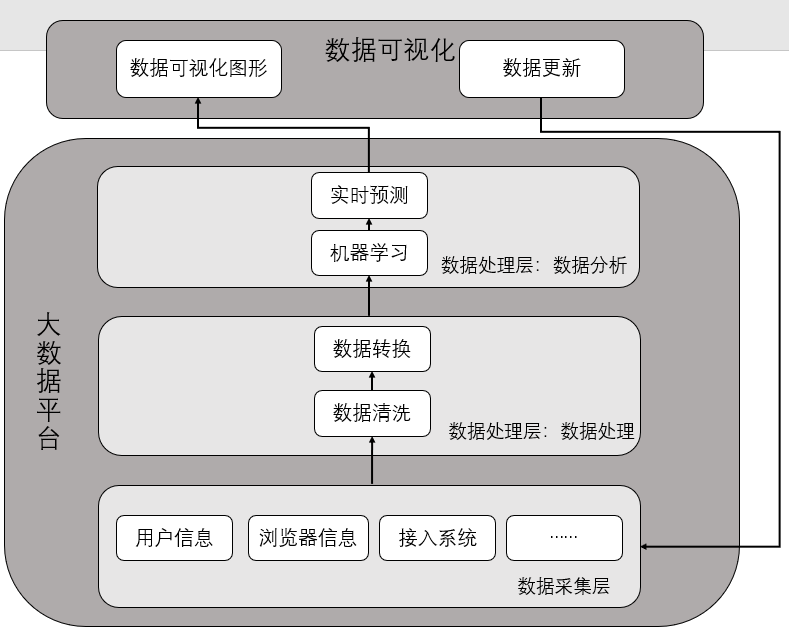 数据可视化
数据可视化图形
数据更新
实时预测
机器学习
数据处理层：数据分析
大数据平台
数据转换
数据清洗
数据处理层：数据处理
用户信息
浏览器信息
接入系统
……
数据采集层